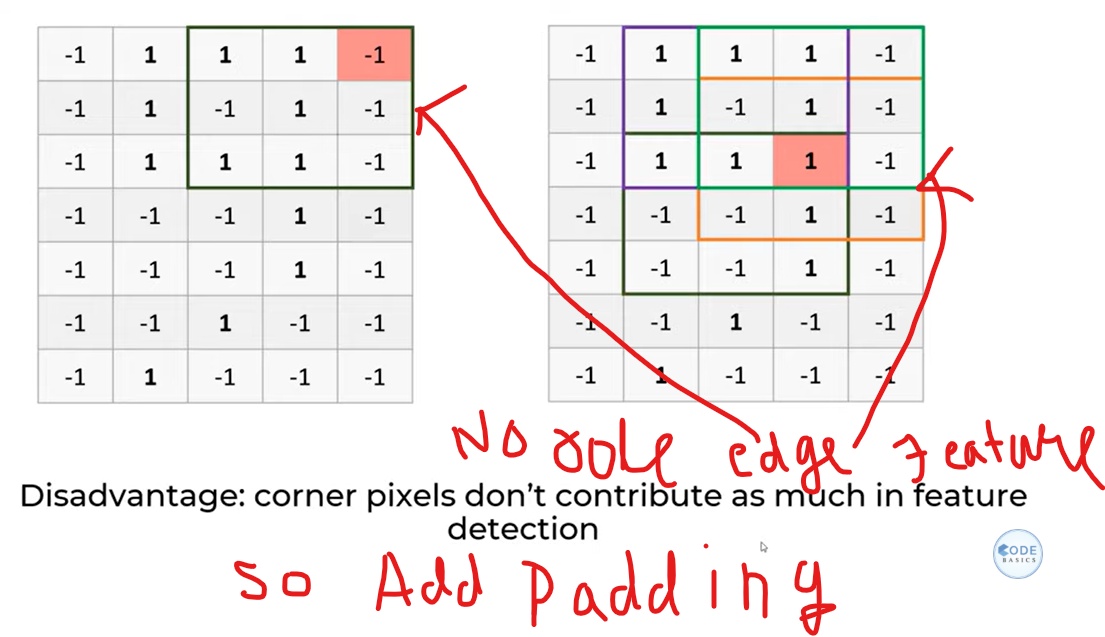 -1 1 1 1 -1 -1 1 1 1 -1
-1 1 -1 1 -1 -1 1 -1 1 -1
-1 1 1 1 -1 -1 1 1 1 -1
-1 -1 -1 1 -1 -1 -1 -1 1 -1
-1 -1 -1 1 -1 -1 -1 -1 1 -1
-1 -1 1 -1 -1 -1 -1 1 -1 -1
-1 1 -1 -1 -1 -1 1 -1 -1 -1
No role edge feature
Disadvantage: corner pixels don't contribute as much in feature
detection
CODE
BASICS
so Add Padding